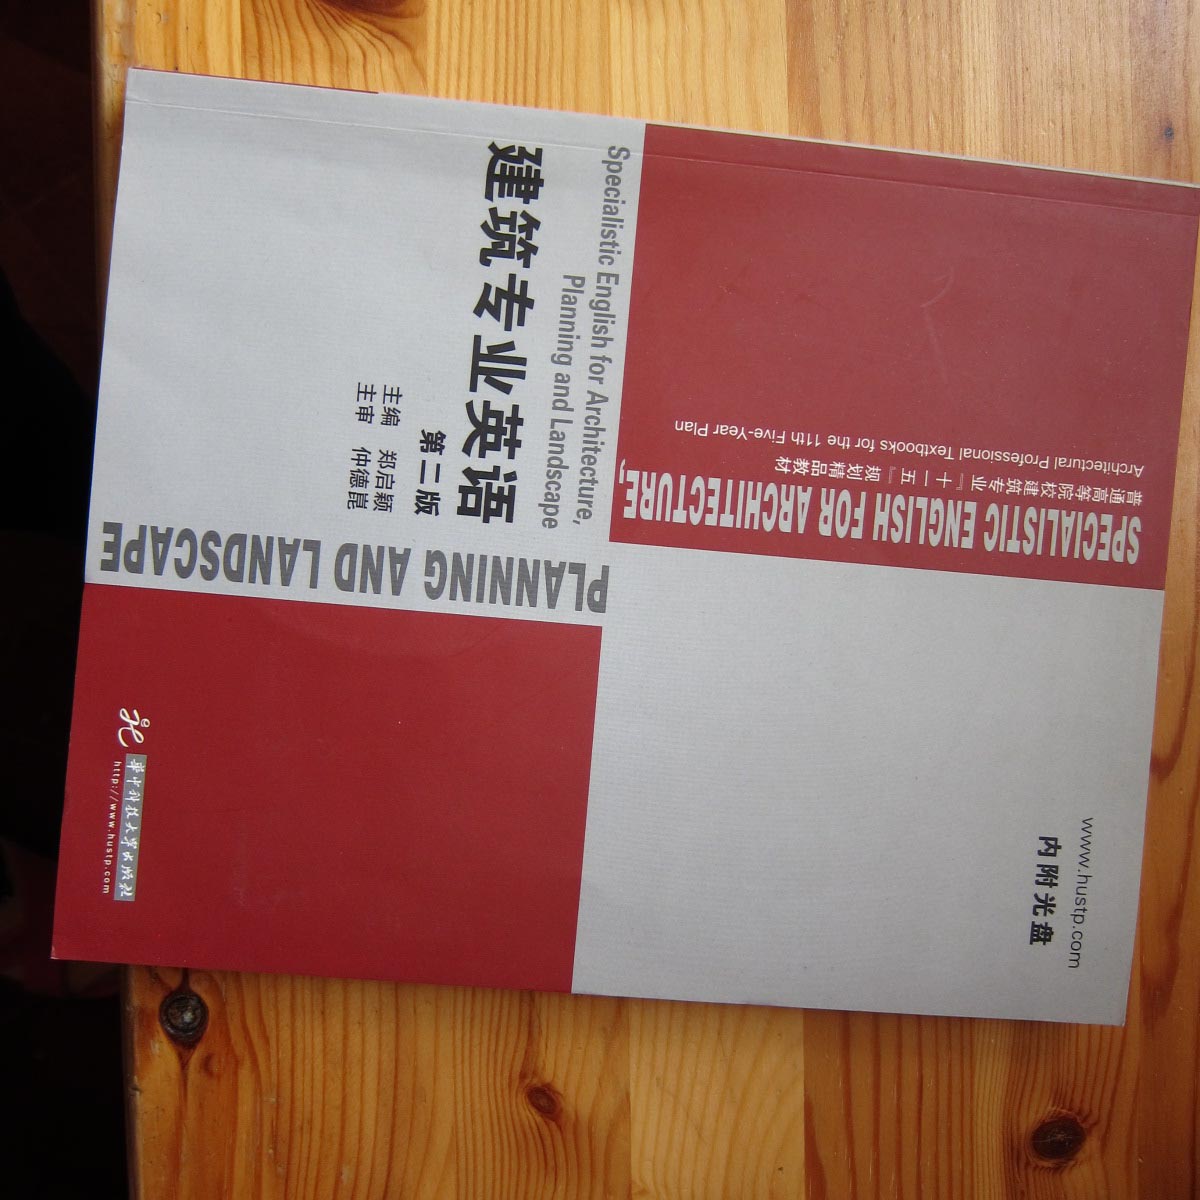 www.hustp.com
内附光盘
SPECIALISTIC ENGLISH FOR ARCHITECTURE,
PLANNING AND LANDSCAPE
普通高等院校建筑专业『十一五』规划精品教材
Architectural Professional Textbooks for the 11th Five-Year Plan
Specialistic English for Architecture,
Planning and Landscape
建筑专业英语
第二版
主编 郑启颖
主审 仲德崑
华中科技大学出版社
http://www.hustp.com